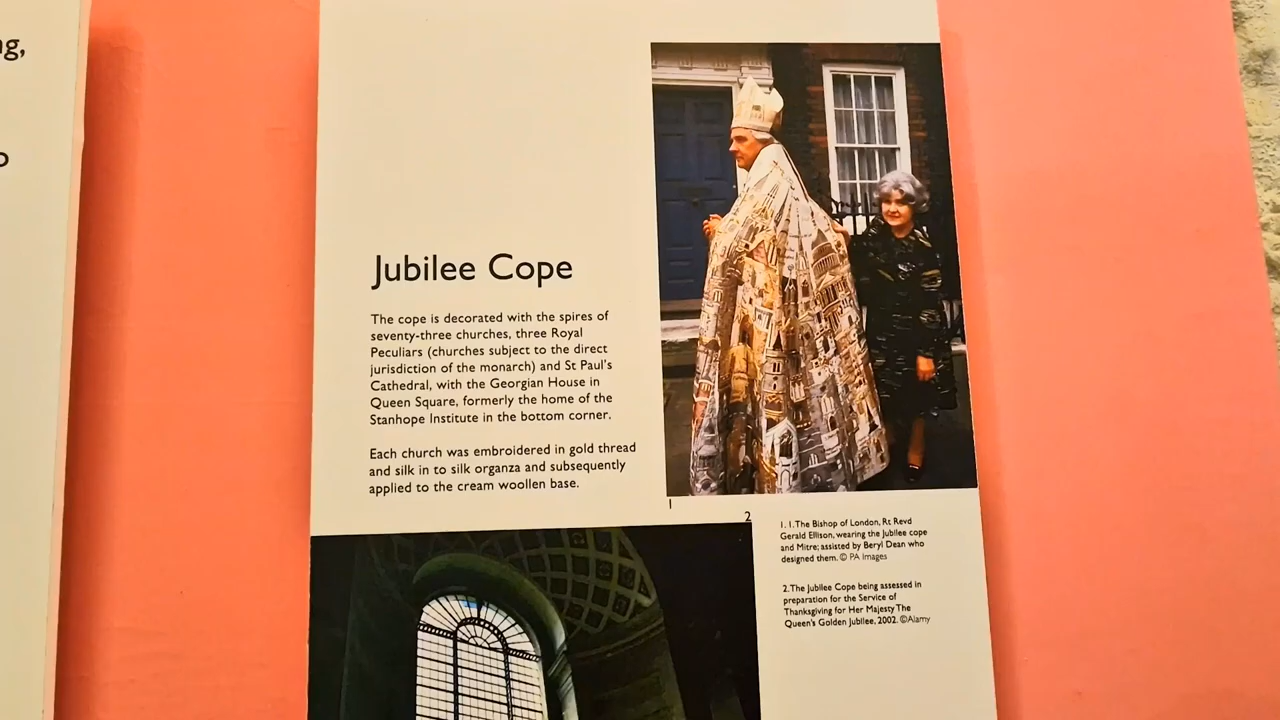 ng,
o
Jubilee Cope
The cope is decorated with the spires of
seventy-three churches, three Royal
Peculiars (churches subject to the direct
jurisdiction of the monarch) and St Paul's
Cathedral, with the Georgian House in
Queen Square, formerly the home of the
Stanhope Institute in the bottom corner.
Each church was embroidered in gold thread
and silk in to silk organza and subsequently
applied to the cream woollen base.
1
2
1. 1.The Bishop of London, Rt Revd
Gerald Ellison, wearing the Jubilee cope
and Mitre; assisted by Beryl Dean who
designed them. © PA Images
2.The Jubilee Cope being assessed in
preparation for the Service of
Thanksgiving for Her Majesty The
Queen's Golden Jubilee, 2002. ©Alamy